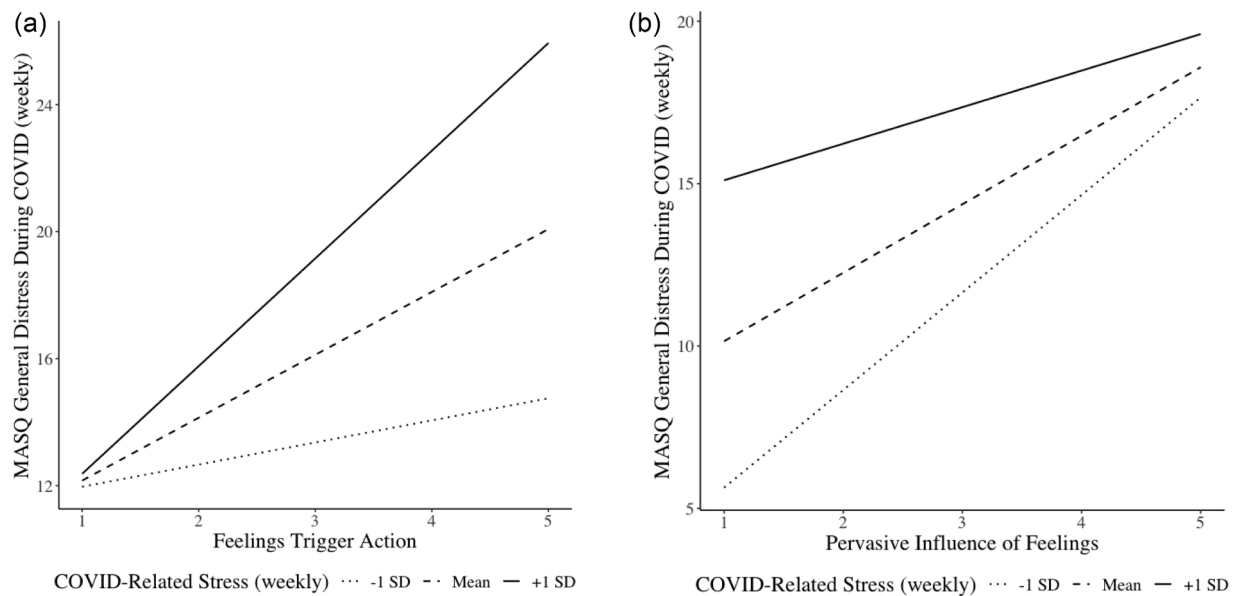 (a)
MASQ General Distress During COVID (weekly)
24
20
16
12
1 2 3 4 5
Feelings Trigger Action
COVID-Related Stress (weekly) -1 SD Mean +1 SD
(b)
MASQ General Distress During COVID (weekly)
20
15
10
5
1 2 3 4 5
Pervasive Influence of Feelings
COVID-Related Stress (weekly) -1 SD Mean +1 SD